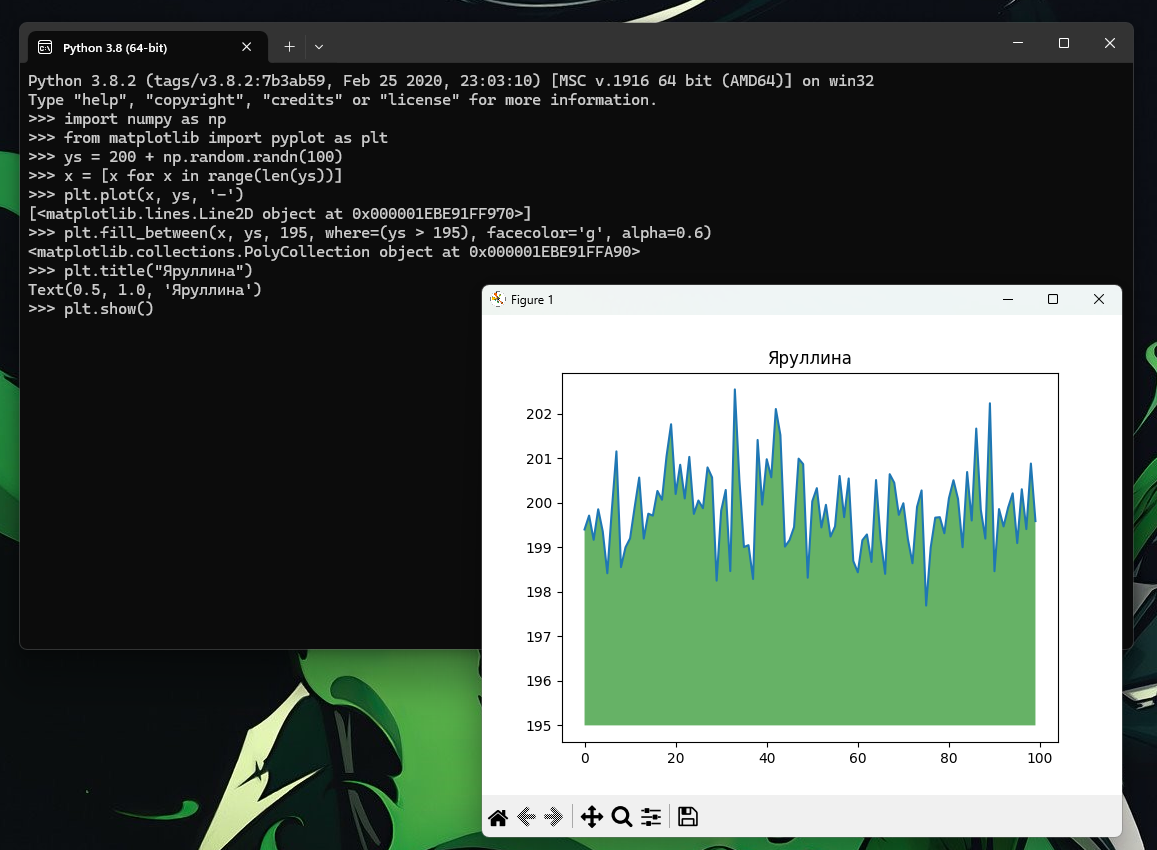 Python 3.8 (64-bit)
Python 3.8.2 (tags/v3.8.2:7b3ab59, Feb 25 2020, 23:03:10) [MSC v.1916 64 bit (AMD64)] on win32
Type "help", "copyright", "credits" or "license" for more information.
>>> import numpy as np
>>> from matplotlib import pyplot as plt
>>> ys = 200 + np.random.randn(100)
>>> x = [x for x in range(len(ys))]
>>> plt.plot(x, ys, '-')
[<matplotlib.lines.Line2D object at 0x000001EBE91FF970>]
>>> plt.fill_between(x, ys, 195, where=(ys > 195), facecolor='g', alpha=0.6)
<matplotlib.collections.PolyCollection object at 0x000001EBE91FFA90>
>>> plt.title("Яруллина")
Text(0.5, 1.0, 'Яруллина')
>>> plt.show()
Figure 1
Яруллина
202
201
200
199
198
197
196
195
0 20 40 60 80 100